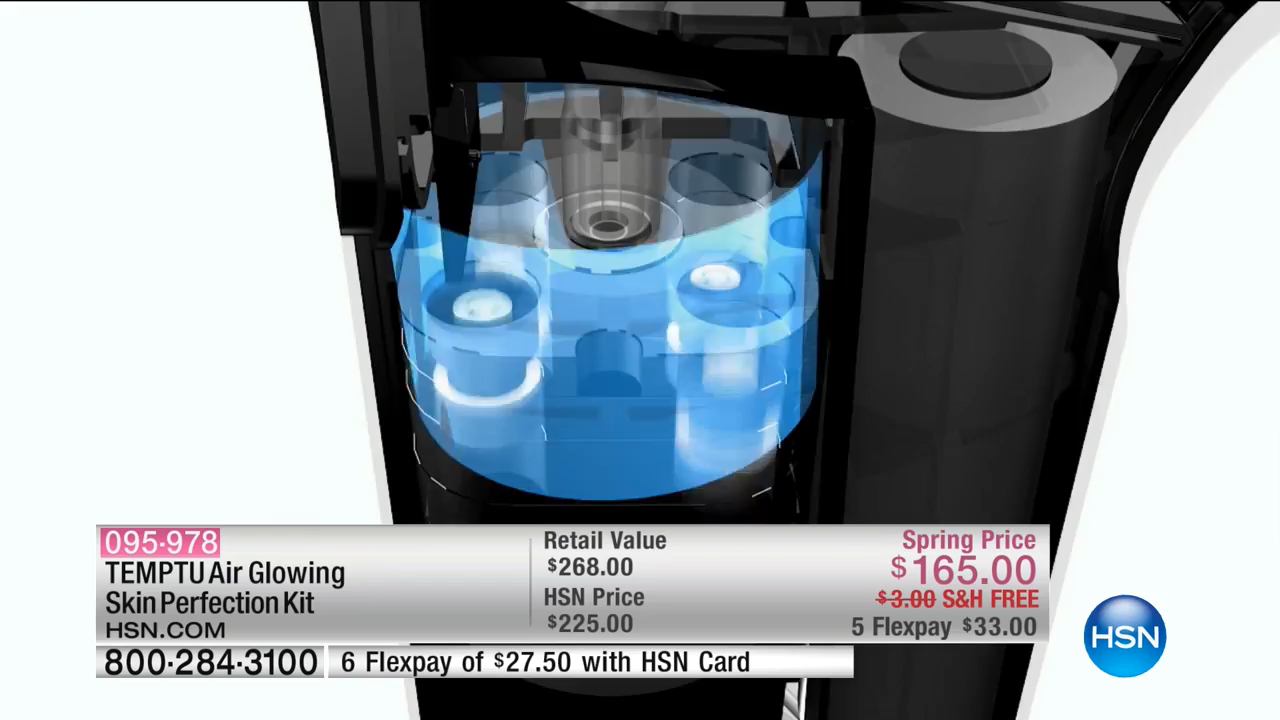 095-978
TEMPTU Air Glowing
Skin Perfection Kit
HSN.COM
Retail Value
$268.00
HSN Price
$225.00
Spring Price
$165.00
$3.00 S&H FREE
5 Flexpay $33.00
800-284-3100
6 Flexpay of $27.50 with HSN Card
HSN